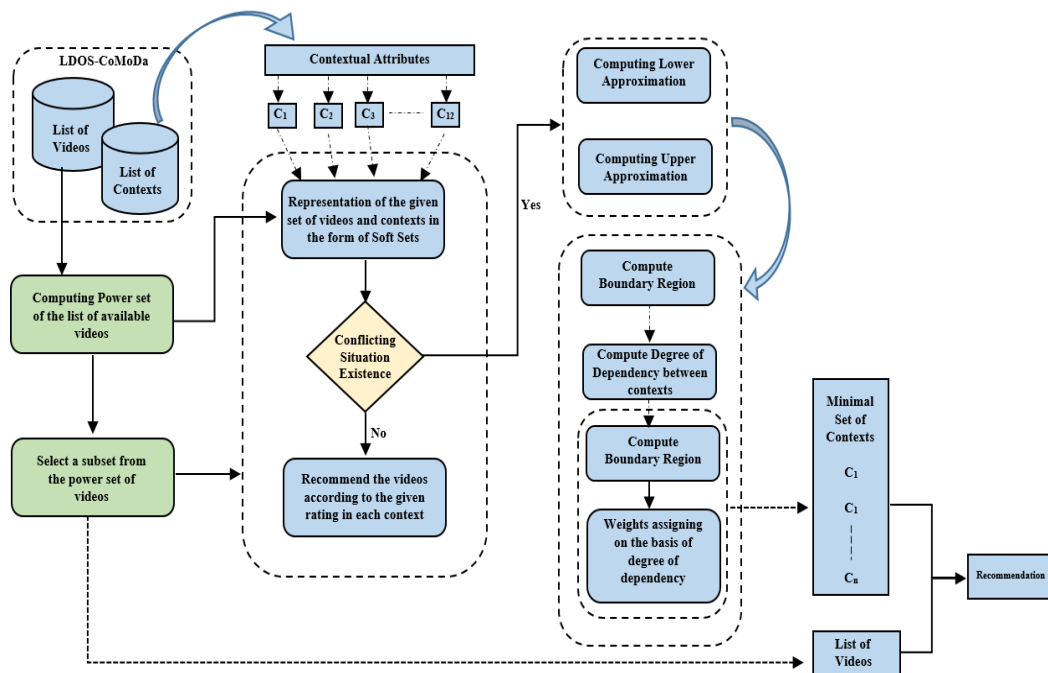 LDOS-CoMoDa
List of
Videos
List of
Contexts
Contextual Attributes
C1
C2
C3
C12
Computing Power set
of the list of available
videos
Select a subset from
the power set of
videos
Representation of the given
set of videos and contexts in
the form of Soft Sets
Conflicting
Situation
Existence
Yes
No
Recommend the videos
according to the given
rating in each context
Computing Lower
Approximation
Computing Upper
Approximation
Compute
Boundary Region
Compute Degree of
Dependency between
contexts
Compute
Boundary Region
Weights assigning
on the basis of
degree of
dependency
Minimal
Set of
Contexts
C1
C1
Cn
List of
Videos
Recommendation